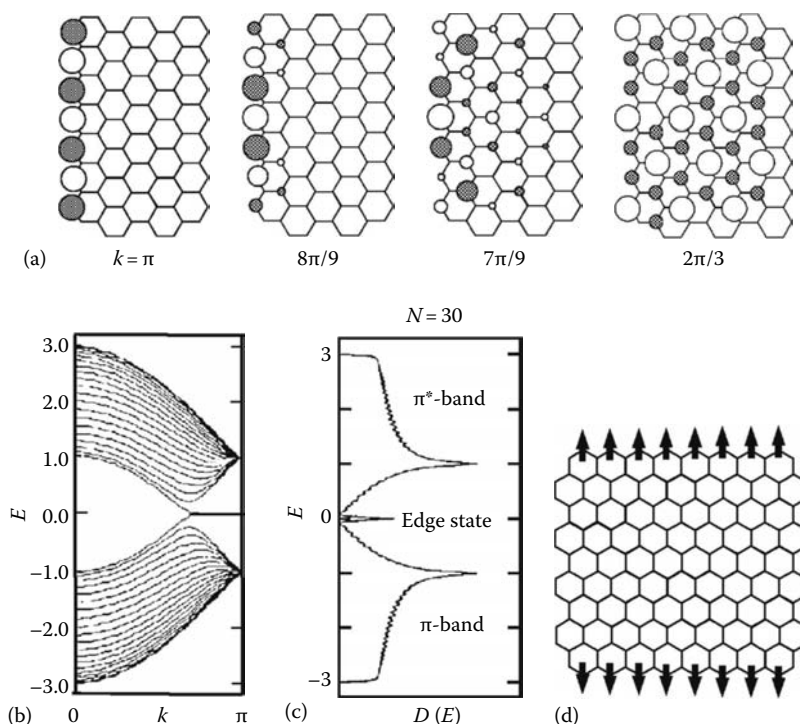 (a)
k = π
8π/9
7π/9
2π/3
3.0
2.0
1.0
0.0
−1.0
−2.0
−3.0
E
(b)
0
k
π
N = 30
3
0
−3
E
π*-band
Edge state
π-band
(c)
D (E)
(d)